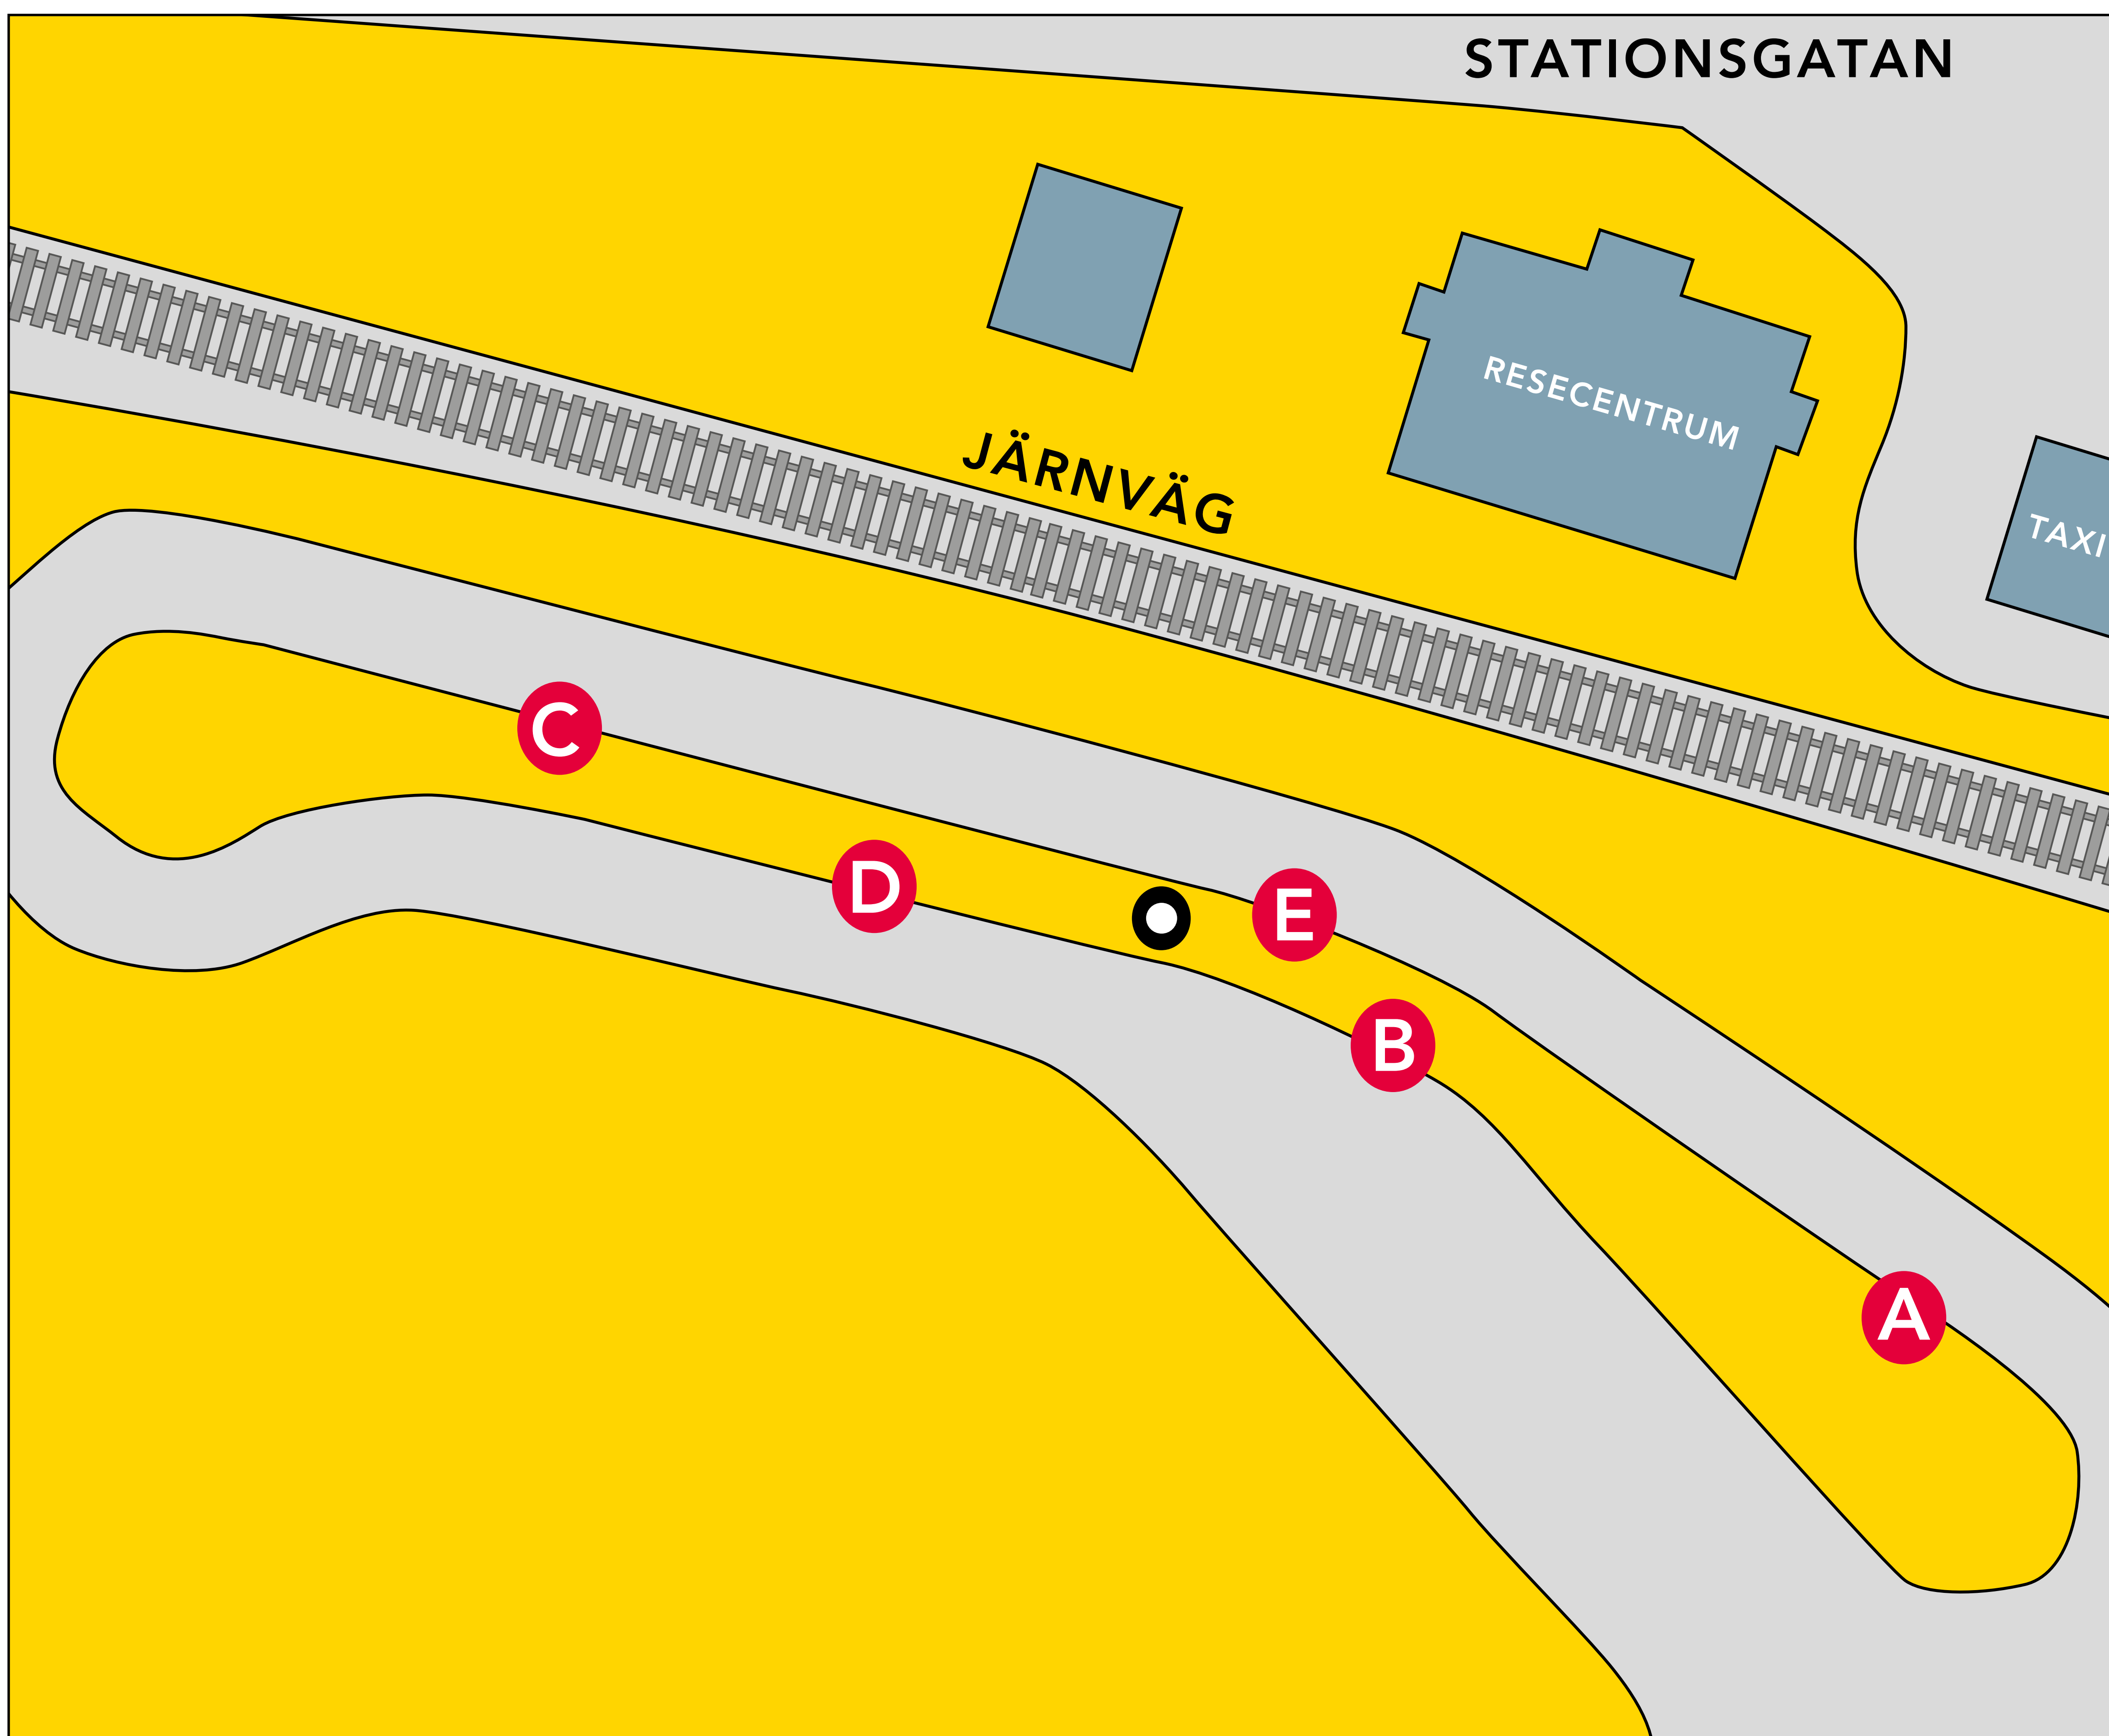 STATIONSGATAN
RESECENTRUM
JÄRNVÄG
TAXI
C
D
E
B
A